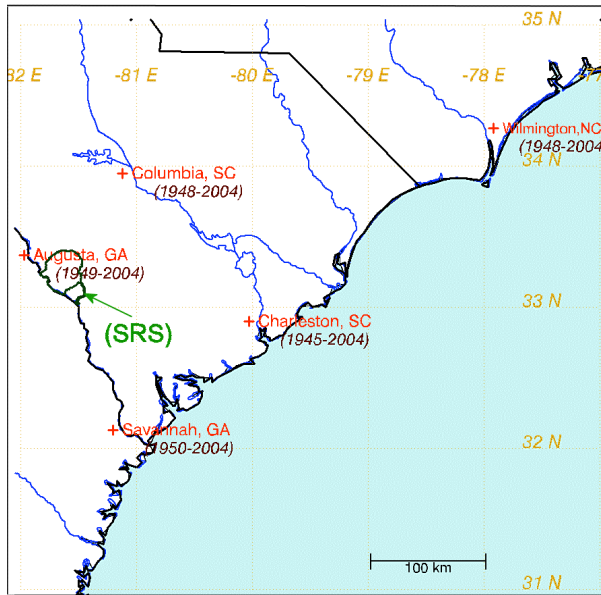 35 N
-82 E
-81 E
-80 E
-79 E
-78 E
Wilmington,NC
(1948-2004)
34 N
Columbia, SC
(1948-2004)
Augusta, GA
(1949-2004)
33 N
(SRS)
Charleston, SC
(1945-2004)
Savannah, GA
(1950-2004)
32 N
100 km
31 N